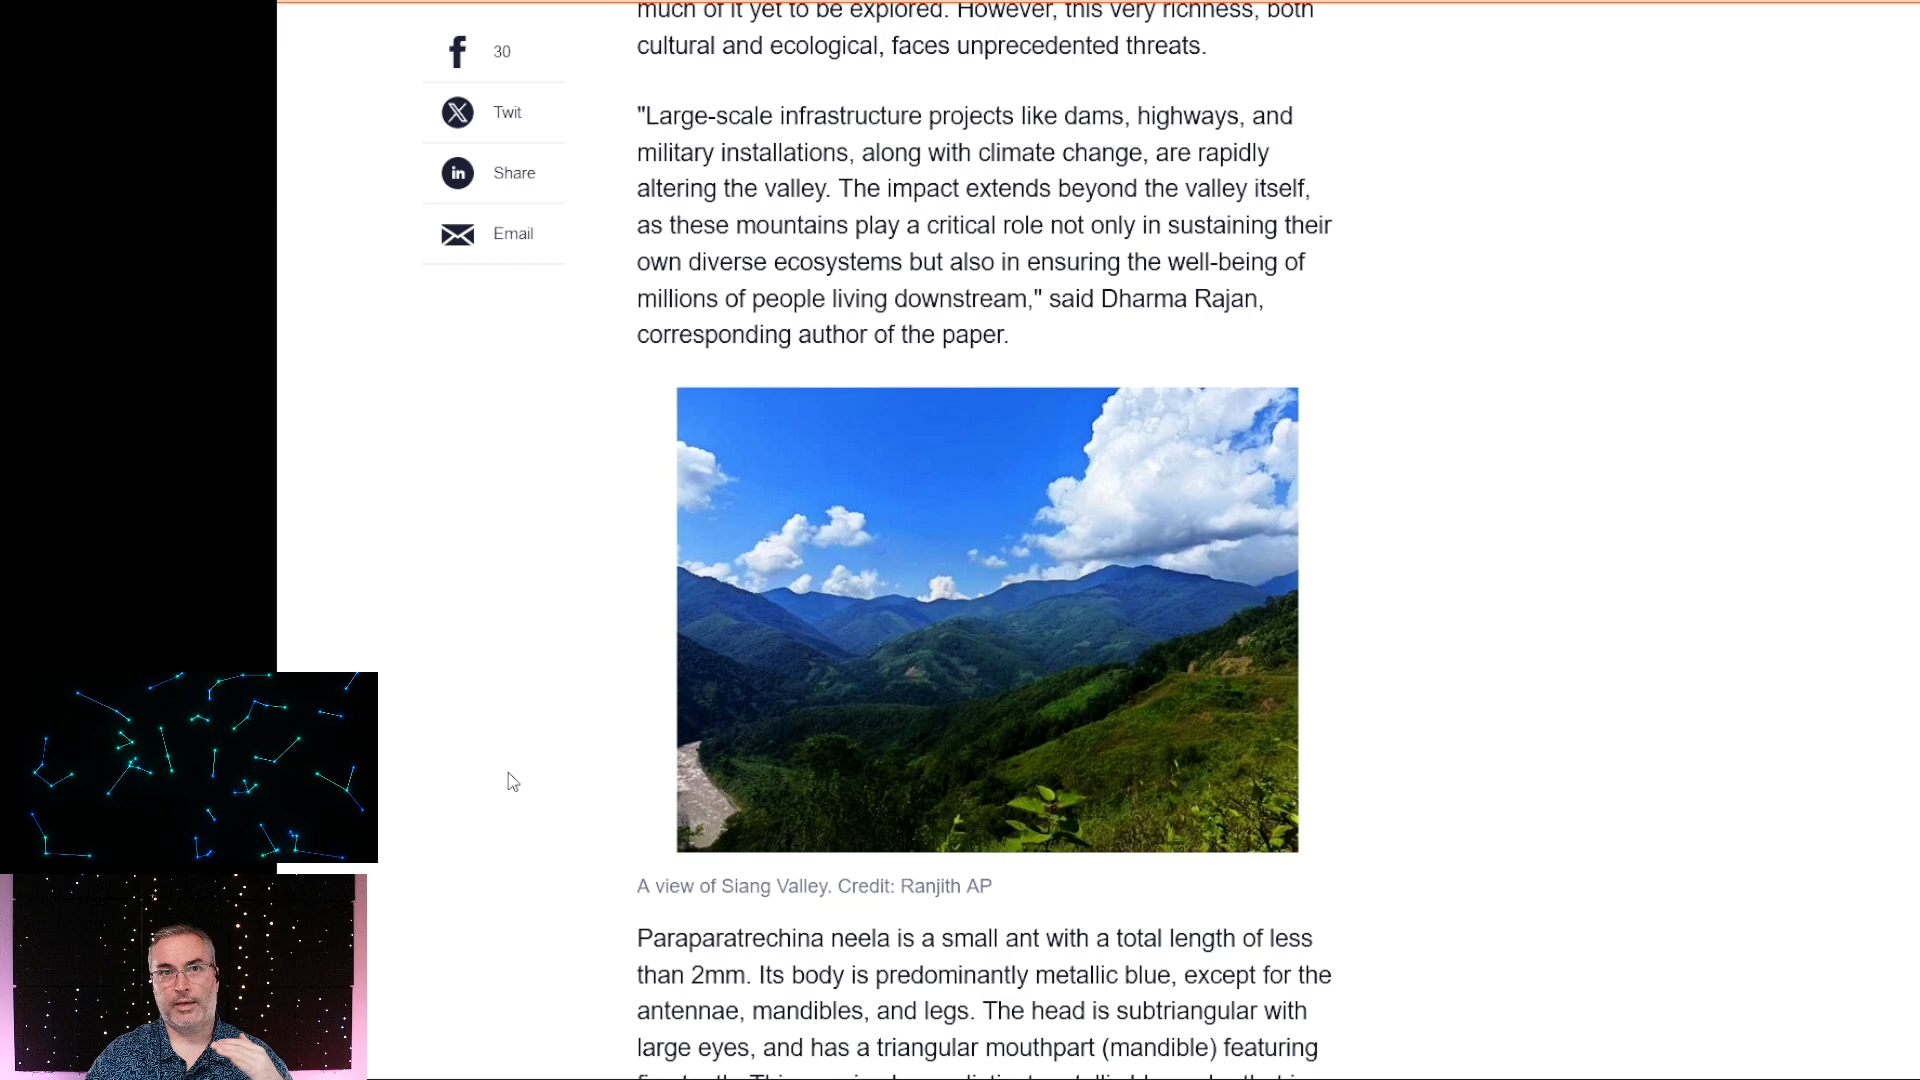 much of it yet to be explored. However, this very richness, both
cultural and ecological, faces unprecedented threats.
30
Twit
Share
Email
"Large-scale infrastructure projects like dams, highways, and
military installations, along with climate change, are rapidly
altering the valley. The impact extends beyond the valley itself,
as these mountains play a critical role not only in sustaining their
own diverse ecosystems but also in ensuring the well-being of
millions of people living downstream," said Dharma Rajan,
corresponding author of the paper.
A view of Siang Valley. Credit: Ranjith AP
Paraparatrechina neela is a small ant with a total length of less
than 2mm. Its body is predominantly metallic blue, except for the
antennae, mandibles, and legs. The head is subtriangular with
large eyes, and has a triangular mouthpart (mandible) featuring